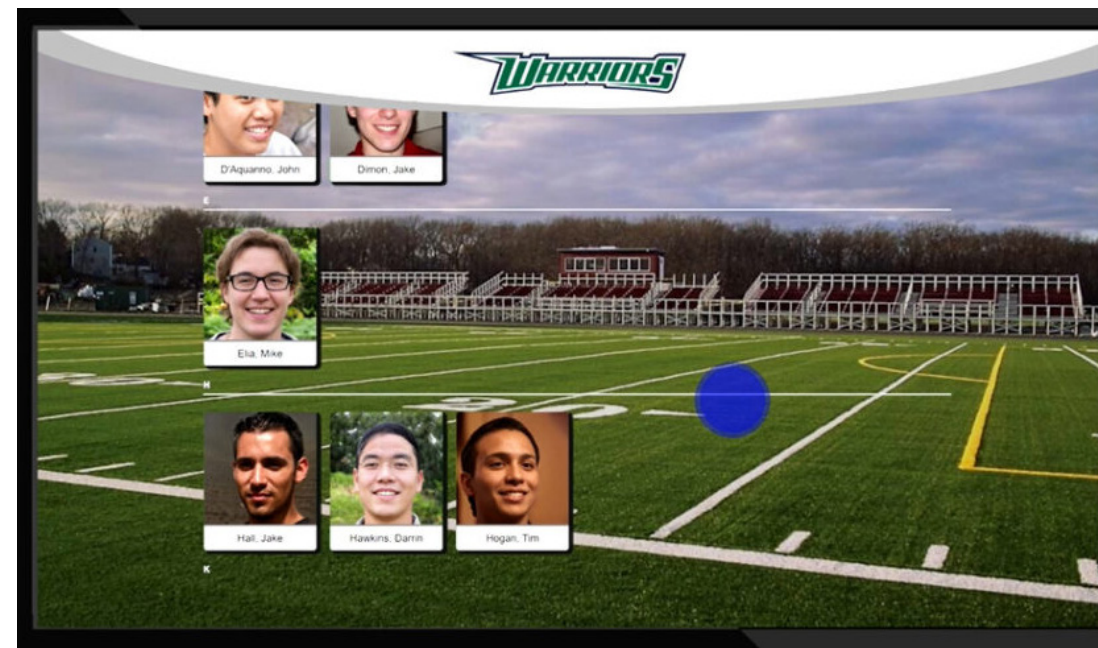 WARRIORS
D'Aquanno, John
Dimon, Jake
E
Elia, Mike
H
Hall, Jake
Hawkins, Darrin
Hogan, Tim
K